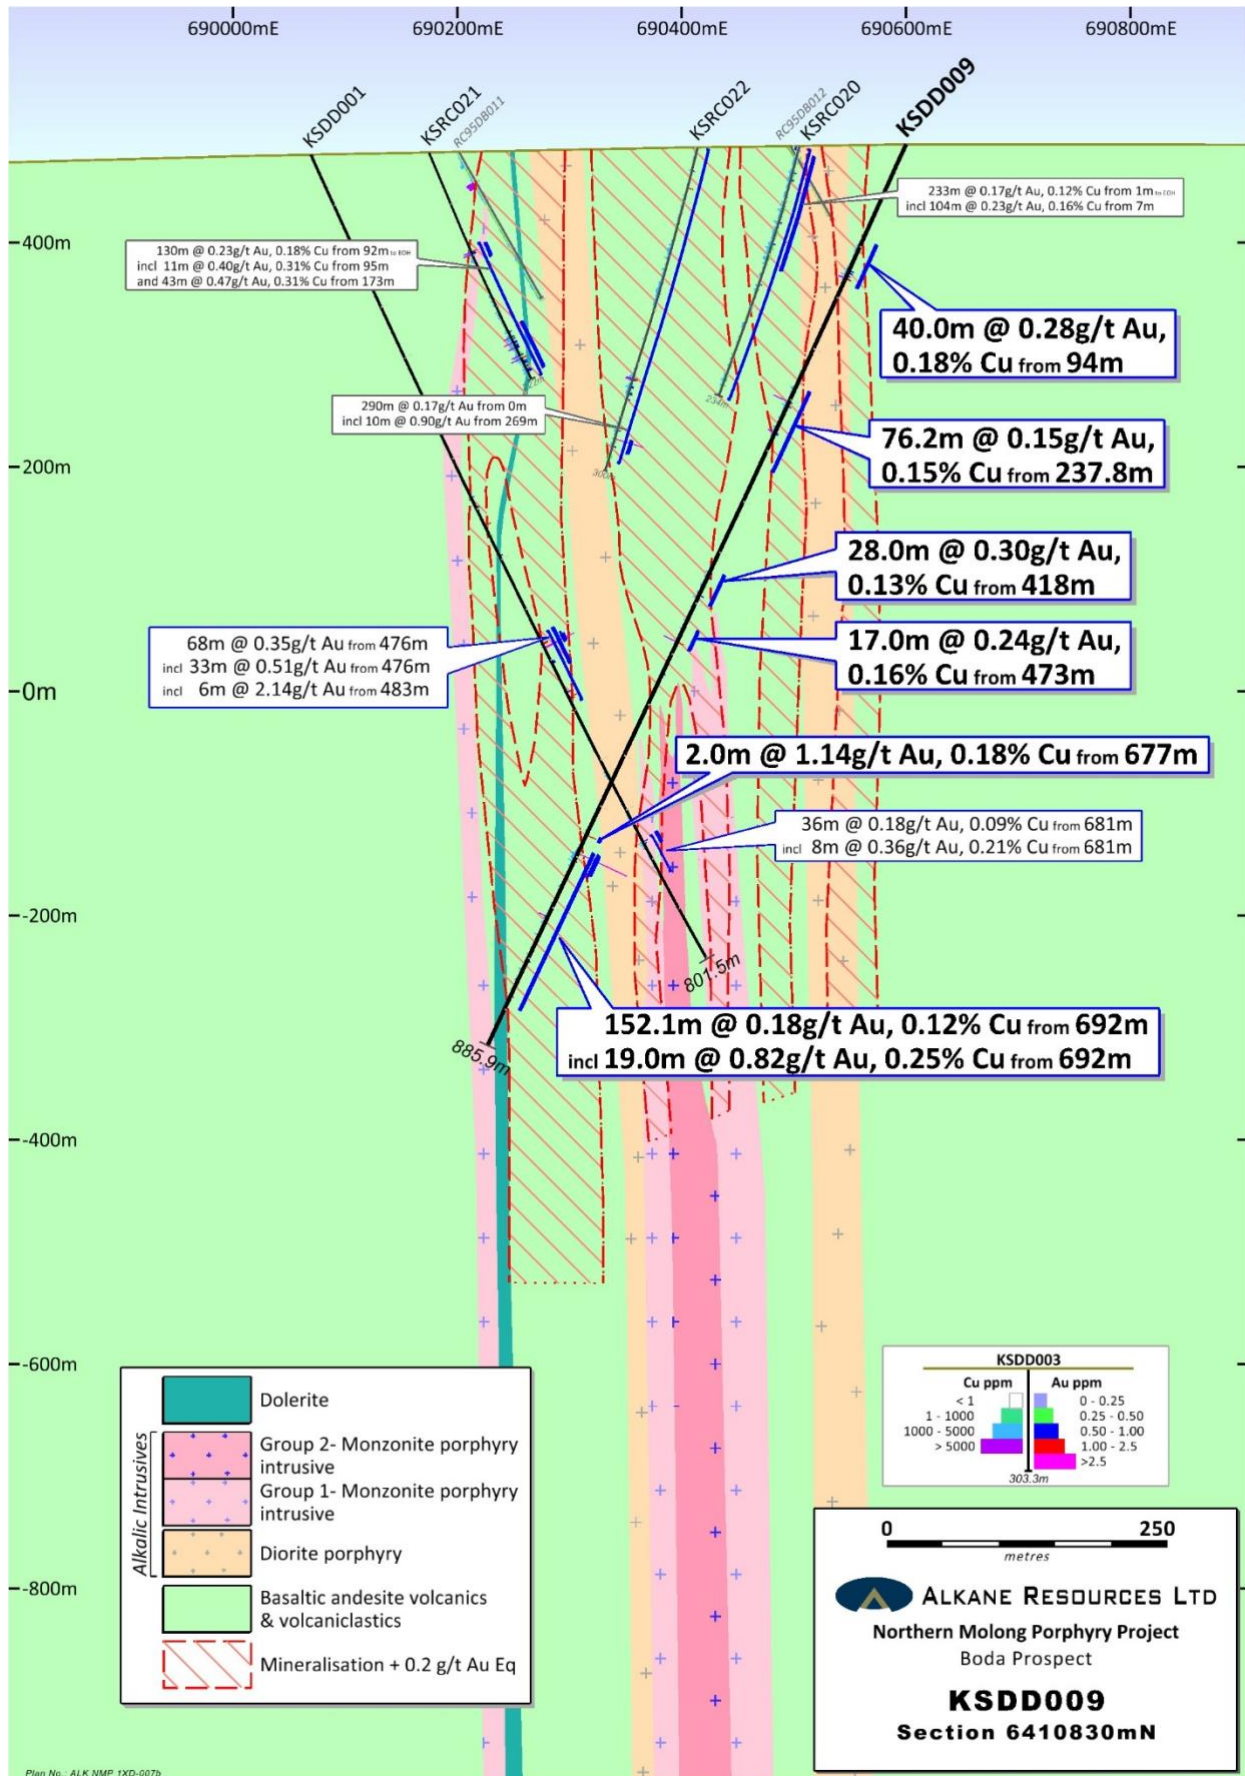 690000mE
690200mE
690400mE
690600mE
690800mE
KSDD001
KSRC021
RC95DB011
KSRC022
RC95DB012
KSRC020
KSDD009
400m
200m
0m
-200m
-400m
-600m
-800m
233m @ 0.17g/t Au, 0.12% Cu from 1m to EOH
incl 104m @ 0.23g/t Au, 0.16% Cu from 7m
130m @ 0.23g/t Au, 0.18% Cu from 92m to EOH
incl 11m @ 0.40g/t Au, 0.31% Cu from 95m
and 43m @ 0.47g/t Au, 0.31% Cu from 173m
40.0m @ 0.28g/t Au,
0.18% Cu from 94m
290m @ 0.17g/t Au from 0m
incl 10m @ 0.90g/t Au from 269m
234m
300m
76.2m @ 0.15g/t Au,
0.15% Cu from 237.8m
28.0m @ 0.30g/t Au,
0.13% Cu from 418m
17.0m @ 0.24g/t Au,
0.16% Cu from 473m
68m @ 0.35g/t Au from 476m
incl 33m @ 0.51g/t Au from 476m
incl 6m @ 2.14g/t Au from 483m
2.0m @ 1.14g/t Au, 0.18% Cu from 677m
36m @ 0.18g/t Au, 0.09% Cu from 681m
incl 8m @ 0.36g/t Au, 0.21% Cu from 681m
801.5m
885.9m
152.1m @ 0.18g/t Au, 0.12% Cu from 692m
incl 19.0m @ 0.82g/t Au, 0.25% Cu from 692m
Dolerite
Alkalic Intrusives
Group 2- Monzonite porphyry
intrusive
Group 1- Monzonite porphyry
intrusive
Diorite porphyry
Basaltic andesite volcanics
& volcaniclastics
Mineralisation + 0.2 g/t Au Eq
KSDD003
Cu ppm Au ppm
< 1 0 - 0.25
1 - 1000 0.25 - 0.50
1000 - 5000 0.50 - 1.00
> 5000 1.00 - 2.5
>2.5
303.3m
0 250
metres
ALKANE RESOURCES LTD
Northern Molong Porphyry Project
Boda Prospect
KSDD009
Section 6410830mN
Plan No.: ALK NMP 1XD-007b